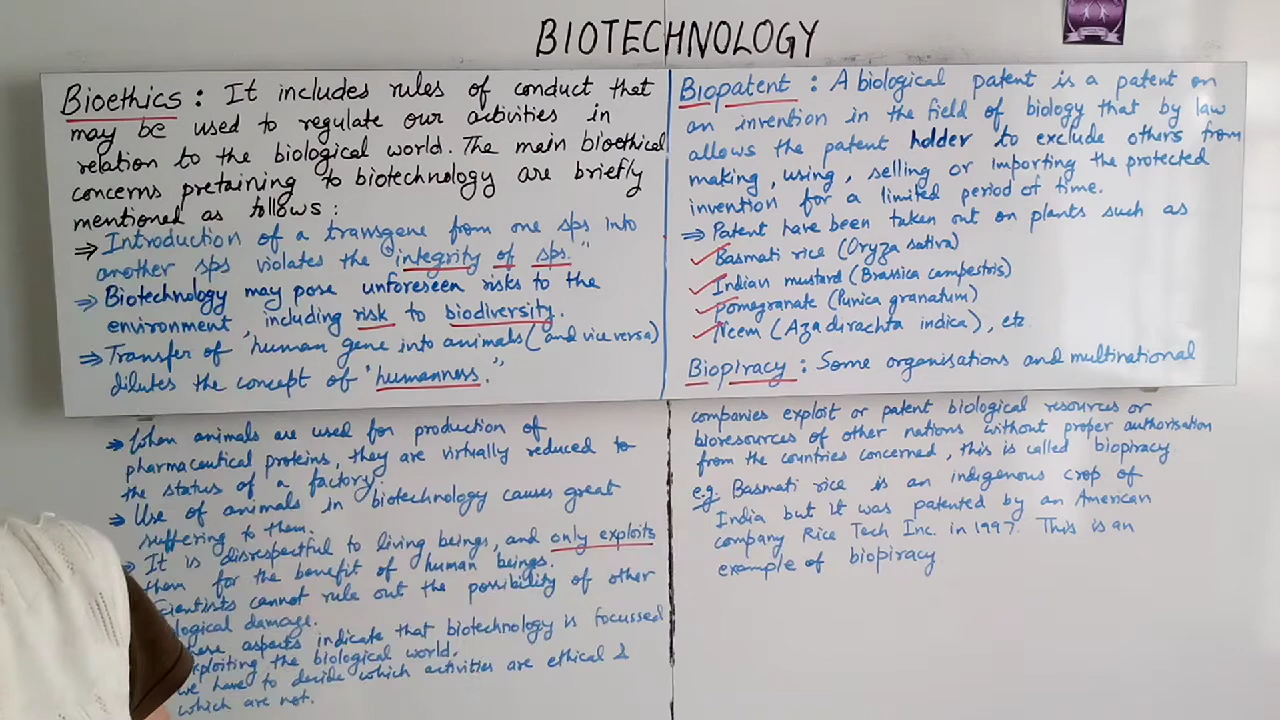 BIOTECHNOLOGY
Bioethics : It includes rules of conduct that
may be used to regulate our activities in
relation to the biological world. The main bioethical
concerns pretaining to biotechnology are briefly
mentioned as follows :
⇒ Introduction of a transgene from one sps into
another sps violates the "integrity of sps."
⇒ Biotechnology may pose unforeseen risks to the
environment, including risk to biodiversity.
⇒ Transfer of human gene into animals (and vice versa)
dilutes the concept of "humanness."
⇒ When animals are used for production of
pharmaceutical proteins, they are virtually reduced to
the status of a factory.
⇒ Use of animals in biotechnology causes great
suffering to them.
⇒ It is disrespectful to living beings, and only exploits
them for the benefit of human beings.
Scientists cannot rule out the possibility of other
logical damage.
aspects indicate that biotechnology is focussed
exploiting the biological world.
we have to decide which activities are ethical &
which are not.
Biopatent : A biological patent is a patent on
an invention in the field of biology that by law
allows the patent holder to exclude others from
making, using, selling or importing the protected
invention for a limited period of time.
⇒ Patent have been taken out on plants such as
✓ Basmati rice (Oryza sativa)
✓ Indian mustard (Brassica campestris)
✓ Pomegranate (Punica granatum)
✓ Neem (Azadirachta indica), etc
Biopiracy : Some organisations and multinational
companies exploit or patent biological resources or
bioresources of other nations without proper authorisation
from the countries concerned, this is called biopiracy
e.g. Basmati rice is an indigenous crop of
India but it was patented by an American
company Rice Tech Inc. in 1997. This is an
example of biopiracy